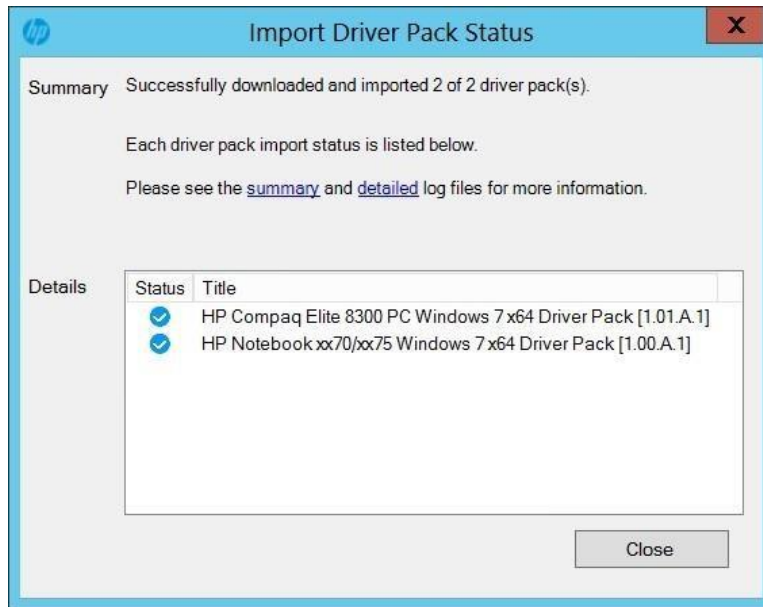 hp
Import Driver Pack Status
X
Summary
Successfully downloaded and imported 2 of 2 driver pack(s).
Each driver pack import status is listed below.
Please see the summary and detailed log files for more information.
Details
Status Title
HP Compaq Elite 8300 PC Windows 7 x64 Driver Pack [1.01.A.1]
HP Notebook xx70/xx75 Windows 7 x64 Driver Pack [1.00.A.1]
Close